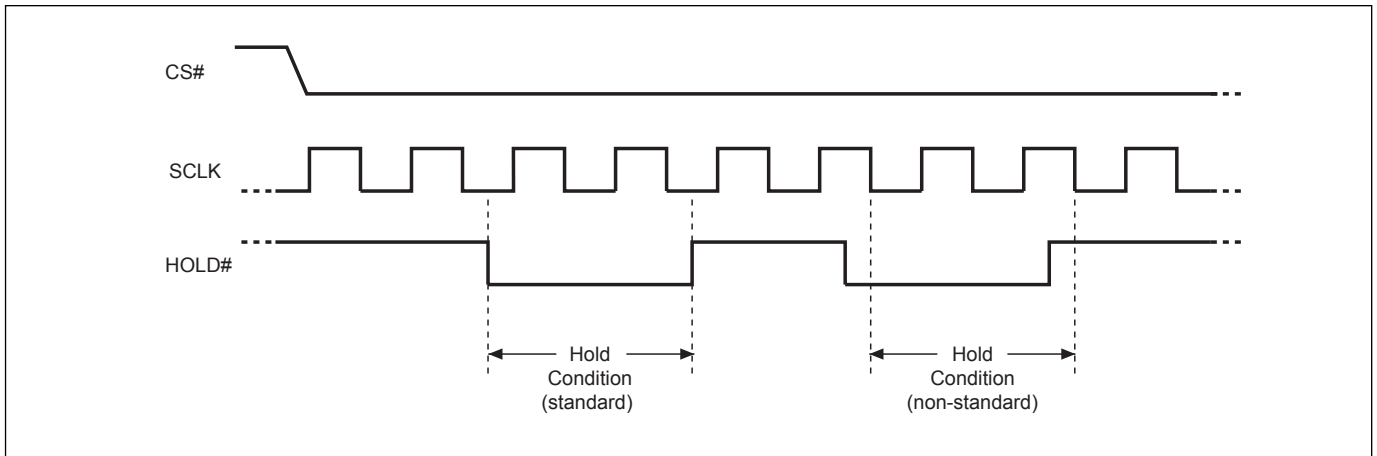 CS#
SCLK
HOLD#
Hold
Condition
(standard)
Hold
Condition
(non-standard)